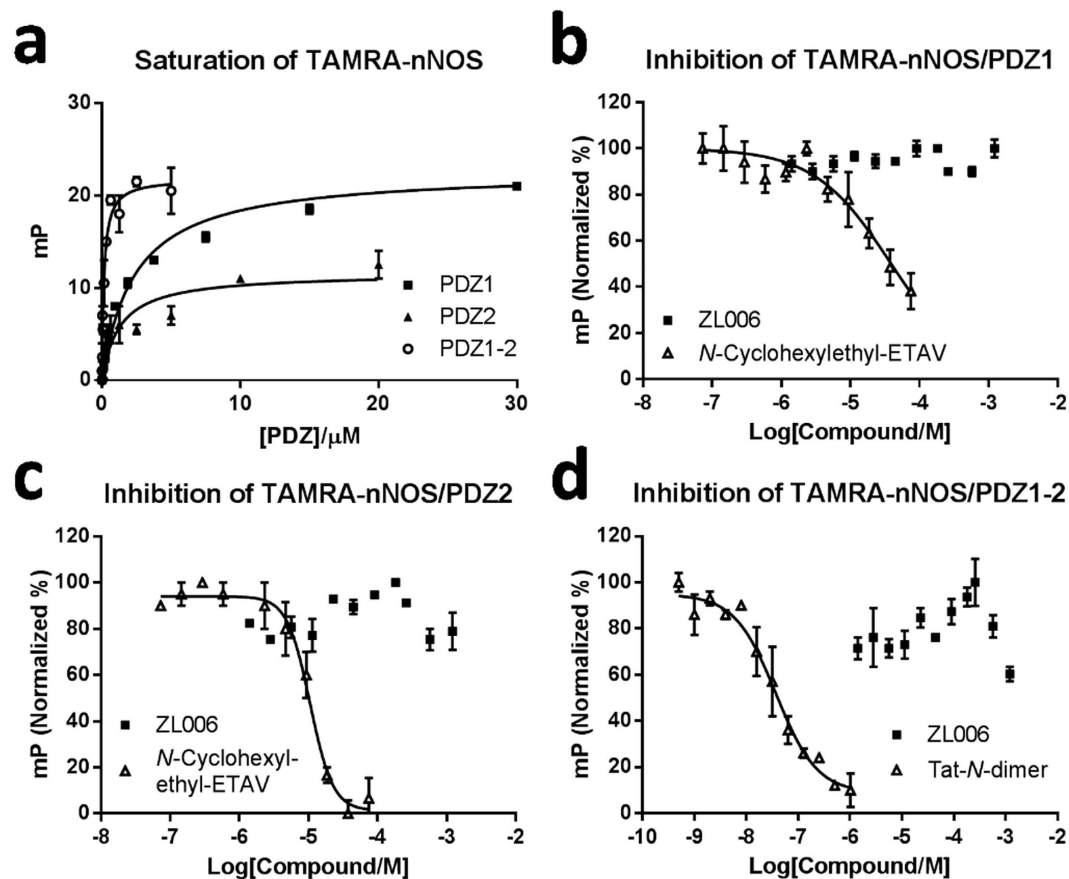 a
Saturation of TAMRA-nNOS
30
20
10
0
mP
0
10
20
30
[PDZ]/μM
PDZ1
PDZ2
PDZ1-2
b
Inhibition of TAMRA-nNOS/PDZ1
120
100
80
60
40
20
0
mP (Normalized %)
-8
-7
-6
-5
-4
-3
-2
Log[Compound/M]
ZL006
N-Cyclohexylethyl-ETAV
c
Inhibition of TAMRA-nNOS/PDZ2
120
100
80
60
40
20
0
mP (Normalized %)
-8
-7
-6
-5
-4
-3
-2
Log[Compound/M]
ZL006
N-Cyclohexyl-
ethyl-ETAV
d
Inhibition of TAMRA-nNOS/PDZ1-2
120
100
80
60
40
20
0
mP (Normalized %)
-10
-9
-8
-7
-6
-5
-4
-3
-2
Log[Compound/M]
ZL006
Tat-N-dimer